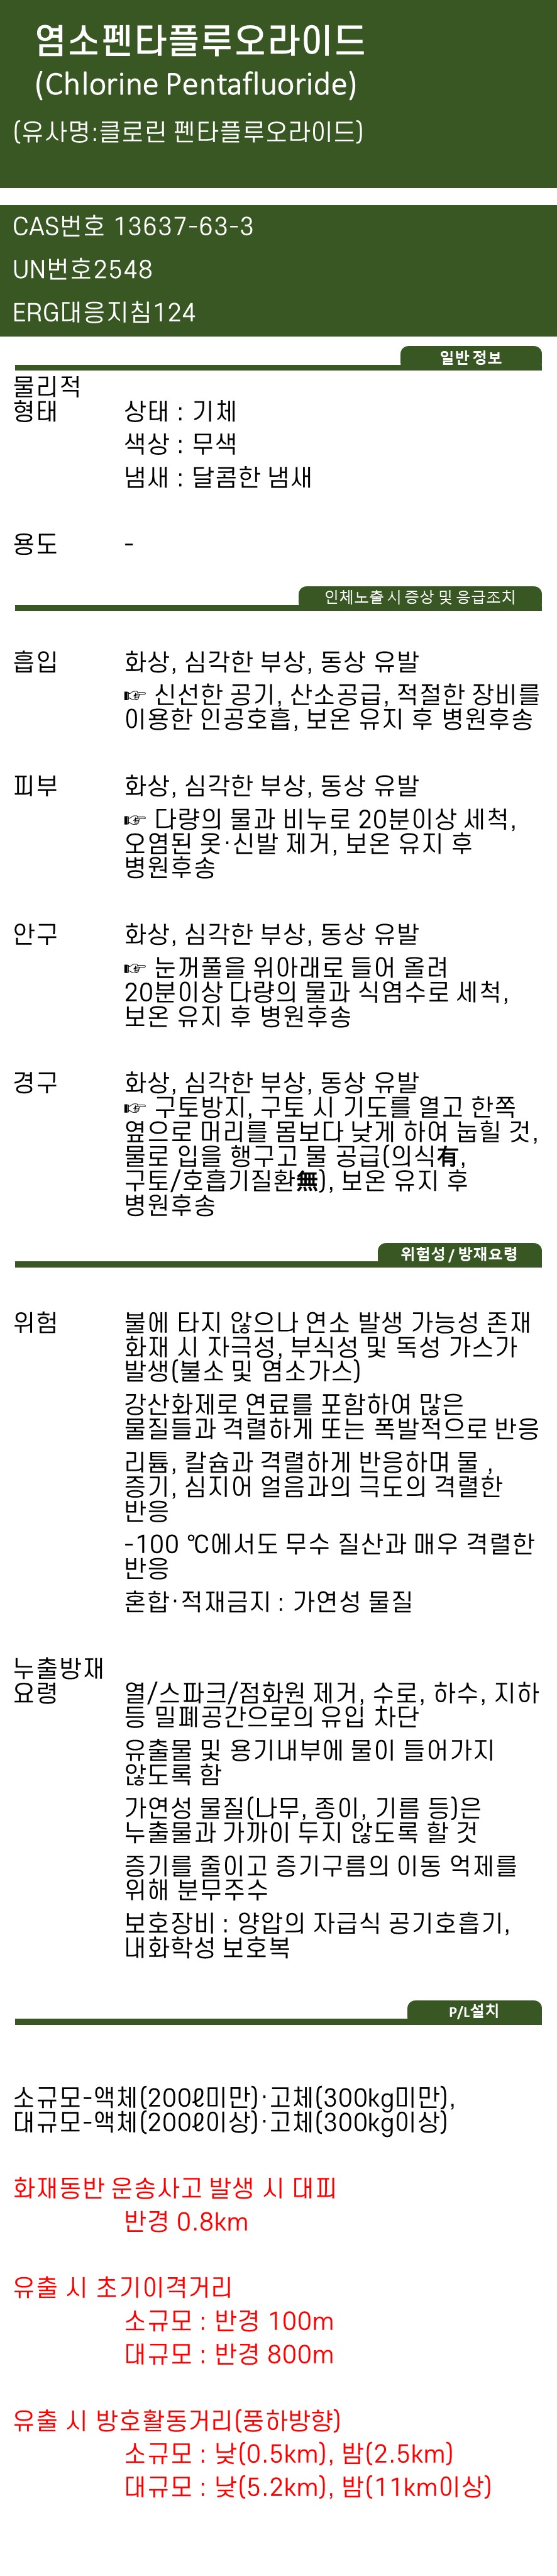 염소펜타플루오라이드
(Chlorine Pentafluoride)
(유사명:클로린 펜타플루오라이드)
CAS번호 13637-63-3
UN번호2548
ERG대응지침124
일반 정보
물리적
형태 상태 : 기체
색상 : 무색
냄새 : 달콤한 냄새
용도 -
인체노출 시 증상 및 응급조치
흡입 화상, 심각한 부상, 동상 유발
☞ 신선한 공기, 산소공급, 적절한 장비를
이용한 인공호흡, 보온 유지 후 병원후송
피부 화상, 심각한 부상, 동상 유발
☞ 다량의 물과 비누로 20분이상 세척,
오염된 옷·신발 제거, 보온 유지 후
병원후송
안구 화상, 심각한 부상, 동상 유발
☞ 눈꺼풀을 위아래로 들어 올려
20분이상 다량의 물과 식염수로 세척,
보온 유지 후 병원후송
경구 화상, 심각한 부상, 동상 유발
☞ 구토방지, 구토 시 기도를 열고 한쪽
옆으로 머리를 몸보다 낮게 하여 눕힐 것,
물로 입을 행구고 물 공급(의식有,
구토/호흡기질환無), 보온 유지 후
병원후송
위험성 / 방재요령
위험 불에 타지 않으나 연소 발생 가능성 존재
화재 시 자극성, 부식성 및 독성 가스가
발생(불소 및 염소가스)
강산화제로 연료를 포함하여 많은
물질들과 격렬하게 또는 폭발적으로 반응
리튬, 칼슘과 격렬하게 반응하며 물 ,
증기, 심지어 얼음과의 극도의 격렬한
반응
-100 ℃에서도 무수 질산과 매우 격렬한
반응
혼합·적재금지 : 가연성 물질
누출방재
요령 열/스파크/점화원 제거, 수로, 하수, 지하
등 밀폐공간으로의 유입 차단
유출물 및 용기내부에 물이 들어가지
않도록 함
가연성 물질(나무, 종이, 기름 등)은
누출물과 가까이 두지 않도록 할 것
증기를 줄이고 증기구름의 이동 억제를
위해 분무주수
보호장비 : 양압의 자급식 공기호흡기,
내화학성 보호복
P/L설치
소규모-액체(200ℓ미만)·고체(300kg미만),
대규모-액체(200ℓ이상)·고체(300kg이상)
화재동반 운송사고 발생 시 대피
반경 0.8km
유출 시 초기이격거리
소규모 : 반경 100m
대규모 : 반경 800m
유출 시 방호활동거리(풍하방향)
소규모 : 낮(0.5km), 밤(2.5km)
대규모 : 낮(5.2km), 밤(11km이상)